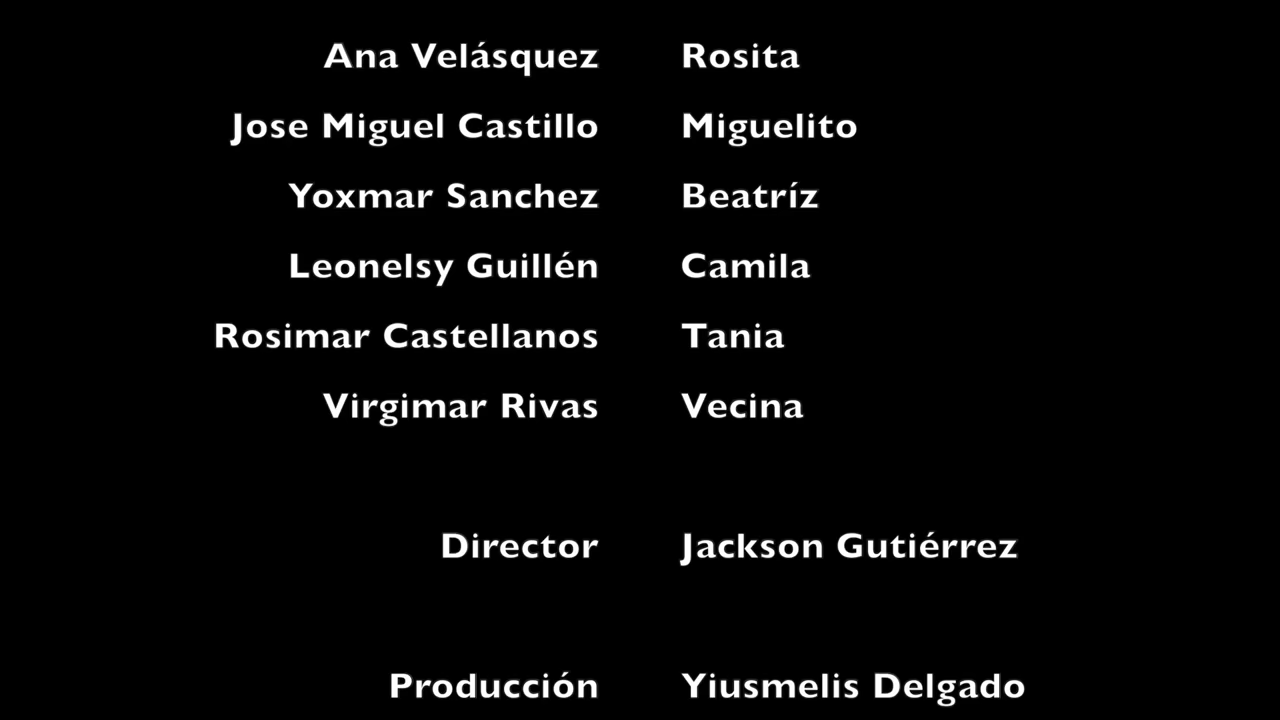 Ana Velásquez Rosita
Jose Miguel Castillo Miguelito
Yoxmar Sanchez Beatríz
Leonelsy Guillén Camila
Rosimar Castellanos Tania
Virgimar Rivas Vecina
Director Jackson Gutiérrez
Producción Yiusmelis Delgado